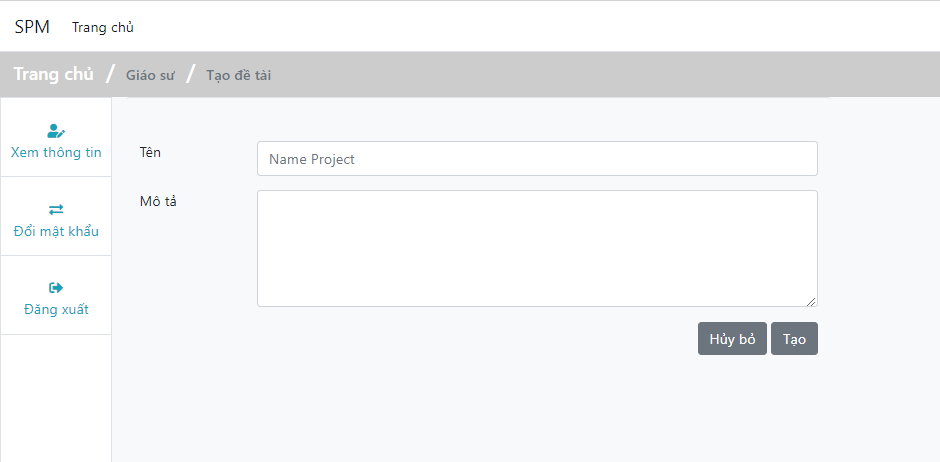 SPM Trang chủ
Trang chủ / Giáo sư / Tạo đề tài
Xem thông tin
Đổi mật khẩu
Đăng xuất
Tên
Name Project
Mô tả
Hủy bỏ Tạo